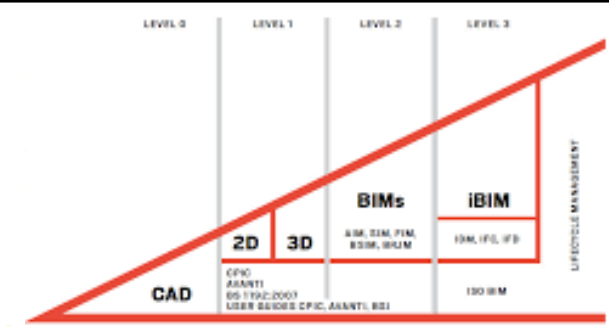 LEVEL 0
LEVEL 1
LEVEL 2
LEVEL 3
BIMs
iBIM
AIM, SIM, FIM,
BSIM, BRIM
IDM, IFC, IFD
2D
3D
CPIC
AVANTI
BS 1192:2007
USER GUIDES CPIC, AVANTI, BSI
CAD
ISO BIM
LIFECYCLE MANAGEMENT